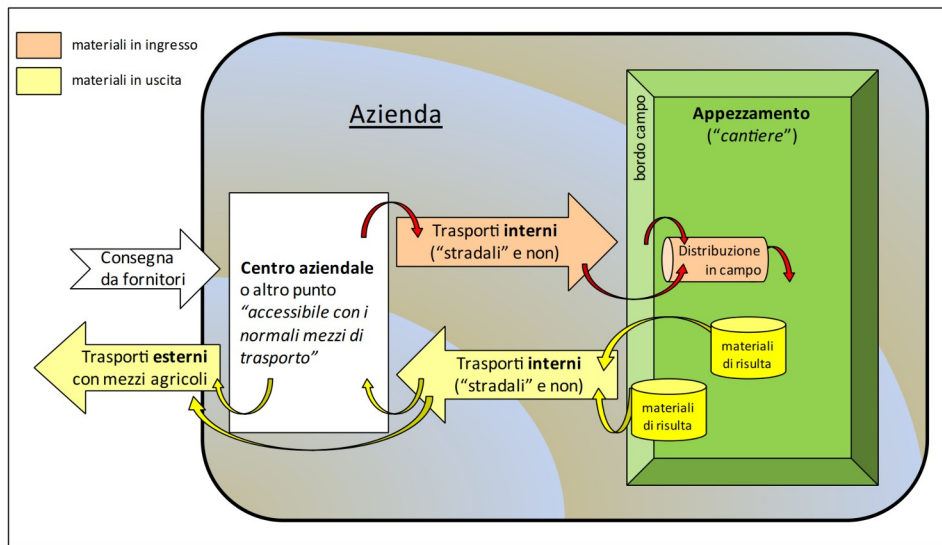 materiali in ingresso
materiali in uscita
Azienda
bordo campo
Appezzamento
(“cantiere”)
Consegna
da fornitori
Centro aziendale
o altro punto
“accessibile con i
normali mezzi di
trasporto”
Trasporti interni
(“stradali” e non)
Distribuzione
in campo
Trasporti esterni
con mezzi agricoli
Trasporti interni
(“stradali” e non)
materiali
di risulta
materiali
di risulta